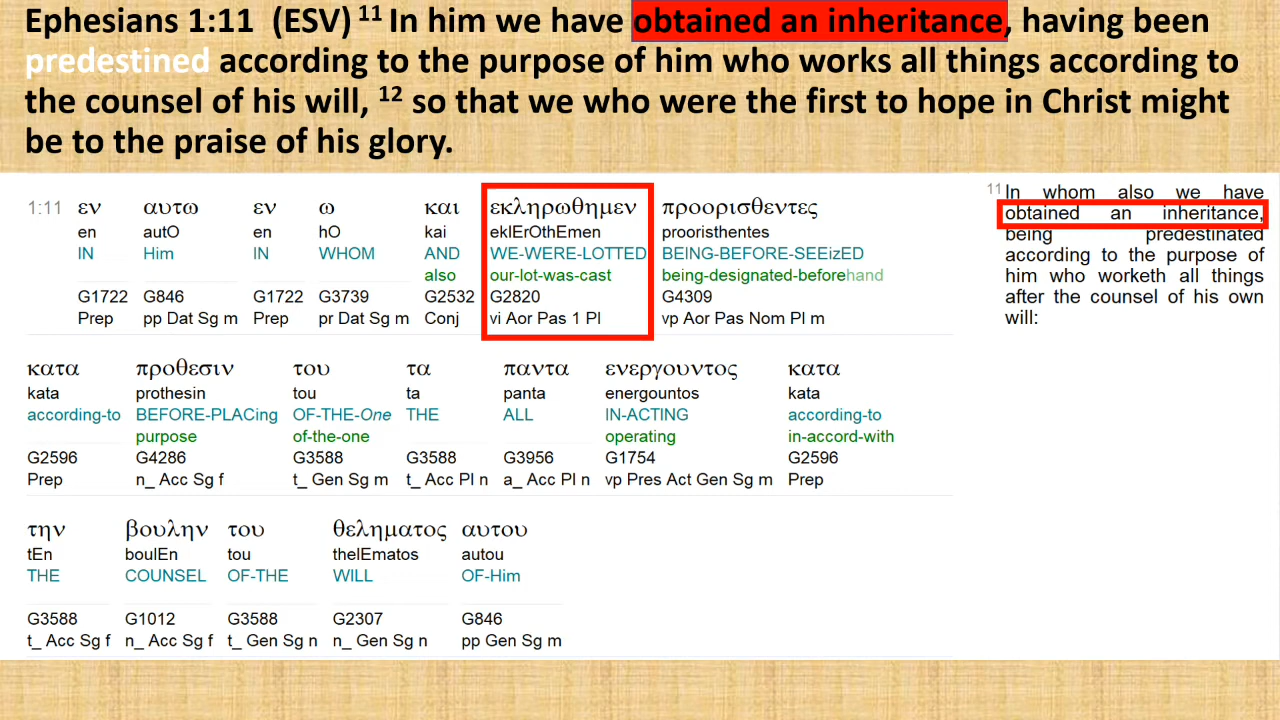 Ephesians 1:11 (ESV) 11 In him we have obtained an inheritance, having been
predestined according to the purpose of him who works all things according to
the counsel of his will, 12 so that we who were the first to hope in Christ might
be to the praise of his glory.
1:11 εν αυτω εν ω και εκληρωθημεν προορισθεντες
en autO en hO kai eklErOthEmen prooristhentes
IN Him IN WHOM AND WE-WERE-LOTTED BEING-BEFORE-SEEizED
also our-lot-was-cast being-designated-beforehand
G1722 G846 G1722 G3739 G2532 G2820 G4309
Prep pp Dat Sg m Prep pr Dat Sg m Conj vi Aor Pas 1 Pl vp Aor Pas Nom Pl m
κατα προθεσιν του τα παντα ενεργουντος κατα
kata prothesin tou ta panta energountos kata
according-to BEFORE-PLACing OF-THE-One THE ALL IN-ACTING according-to
purpose of-the-one operating in-accord-with
G2596 G4286 G3588 G3588 G3956 G1754 G2596
Prep n_ Acc Sg f t_ Gen Sg m t_ Acc Pl n a_ Acc Pl n vp Pres Act Gen Sg m Prep
την βουλην του θεληματος αυτου
tEn boulEn tou thelEmatos autou
THE COUNSEL OF-THE WILL OF-Him
G3588 G1012 G3588 G2307 G846
t_ Acc Sg f n_ Acc Sg f t_ Gen Sg n n_ Gen Sg n pp Gen Sg m
11 In whom also we have
obtained an inheritance,
being predestinated
according to the purpose of
him who worketh all things
after the counsel of his own
will: